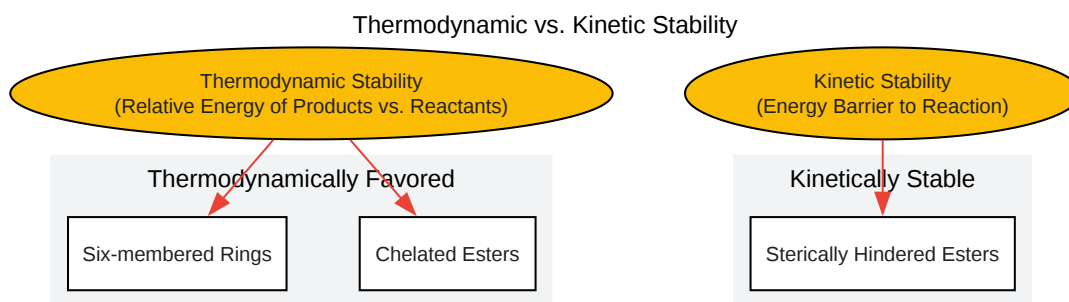 Thermodynamic vs. Kinetic Stability
Thermodynamic Stability
(Relative Energy of Products vs. Reactants)
Kinetic Stability
(Energy Barrier to Reaction)
Thermodynamically Favored
Kinetically Stable
Six-membered Rings
Chelated Esters
Sterically Hindered Esters